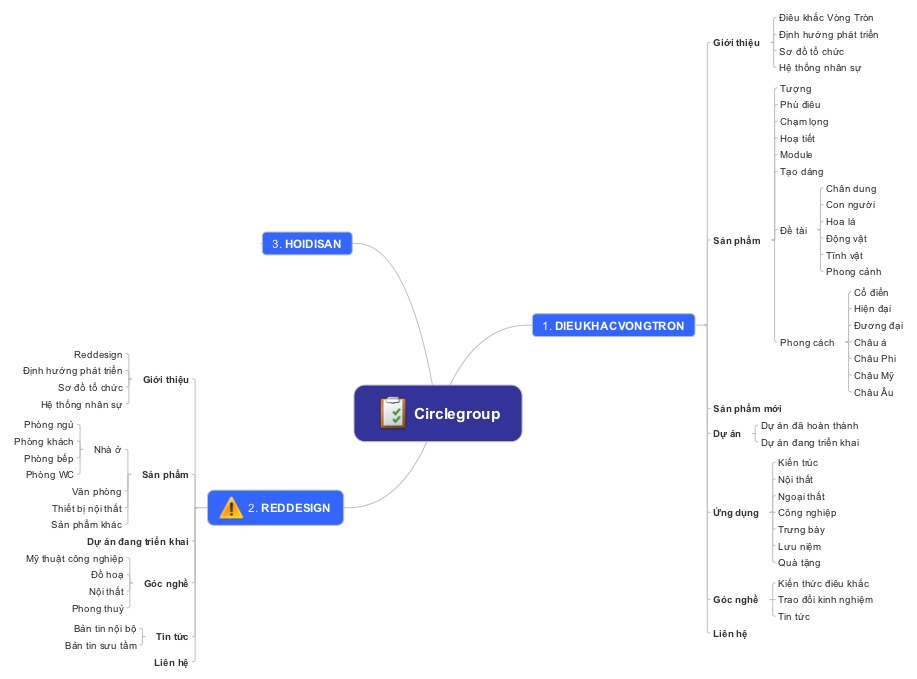 Circlegroup
1. DIEUKHACVONGTRON
Giới thiệu
Điêu khắc Vòng Tròn
Định hướng phát triển
Sơ đồ tổ chức
Hệ thống nhân sự
Sản phẩm
Tượng
Phù điêu
Chạm lọng
Hoạ tiết
Module
Tạo dáng
Đề tài
Chân dung
Con người
Hoa lá
Động vật
Tĩnh vật
Phong cảnh
Phong cách
Cổ điển
Hiện đại
Đương đại
Châu á
Châu Phi
Châu Mỹ
Châu Âu
Sản phẩm mới
Dự án
Dự án đã hoàn thành
Dự án đang triển khai
Ứng dụng
Kiến trúc
Nội thất
Ngoại thất
Công nghiệp
Trưng bày
Lưu niệm
Quà tặng
Góc nghề
Kiến thức điêu khắc
Trao đổi kinh nghiệm
Tin tức
Liên hệ
2. REDDESIGN
Giới thiệu
Reddesign
Định hướng phát triển
Sơ đồ tổ chức
Hệ thống nhân sự
Sản phẩm
Nhà ở
Phòng ngủ
Phòng khách
Phòng bếp
Phòng WC
Văn phòng
Thiết bị nội thất
Sản phẩm khác
Dự án đang triển khai
Góc nghề
Mỹ thuật công nghiệp
Đồ hoạ
Nội thất
Phong thuỷ
Tin tức
Bản tin nội bộ
Bản tin sưu tầm
Liên hệ
3. HOIDISAN